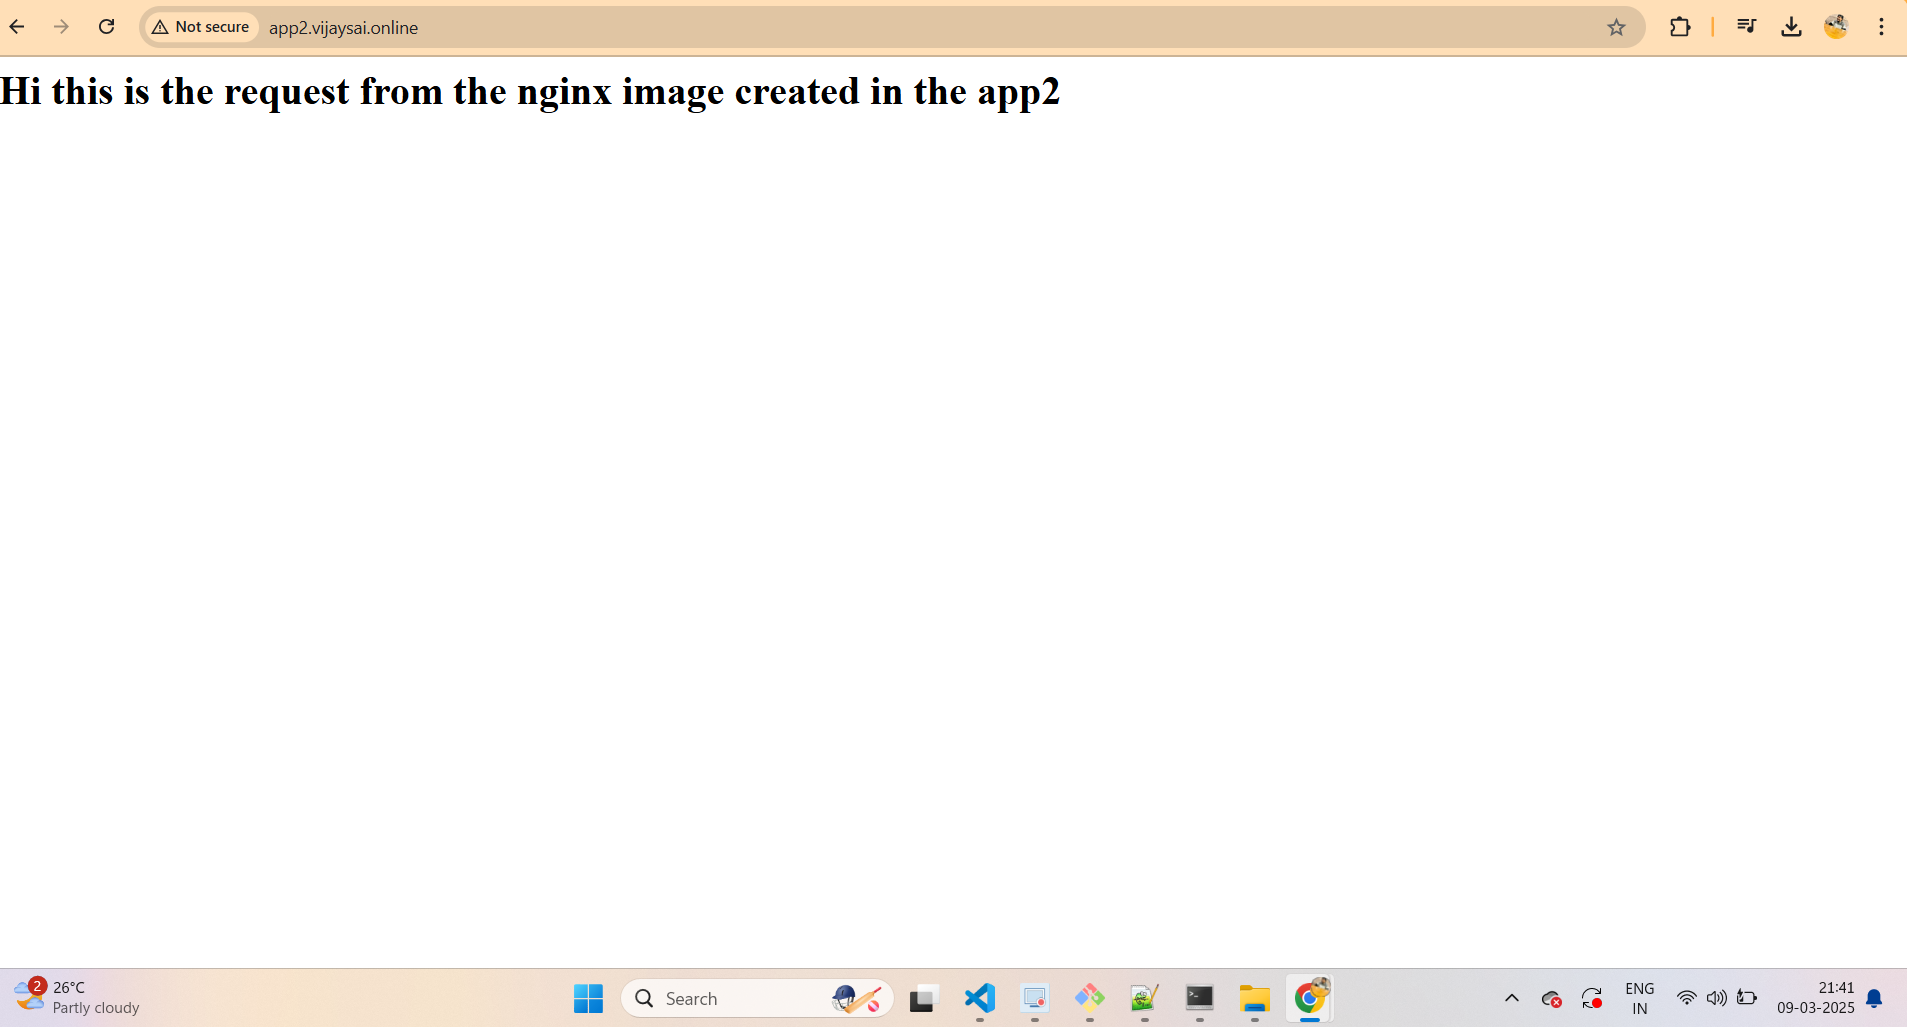 Not secure
app2.vijaysai.online
Hi this is the request from the nginx image created in the app2
2
26°C
Partly cloudy
Search
ENG
IN
21:41
09-03-2025